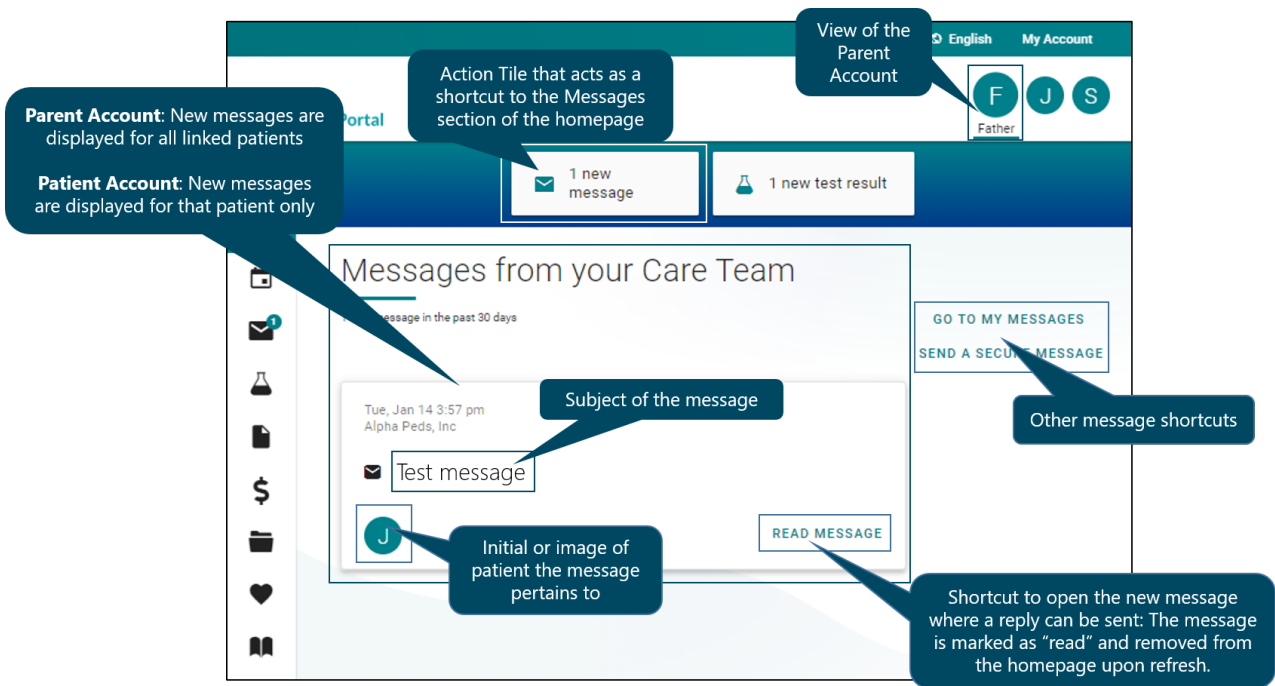 View of the
Parent
Account
English
My Account
Action Tile that acts as a
shortcut to the Messages
section of the homepage
F
J
S
Father
Parent Account: New messages are
displayed for all linked patients
Patient Account: New messages
are displayed for that patient only
Portal
1 new
message
1 new test result
Messages from your Care Team
message in the past 30 days
1
GO TO MY MESSAGES
SEND A SECURE MESSAGE
Other message shortcuts
Tue, Jan 14 3:57 pm
Alpha Peds, Inc
Subject of the message
Test message
J
Initial or image of
patient the message
pertains to
READ MESSAGE
Shortcut to open the new message
where a reply can be sent: The message
is marked as “read” and removed from
the homepage upon refresh.
$